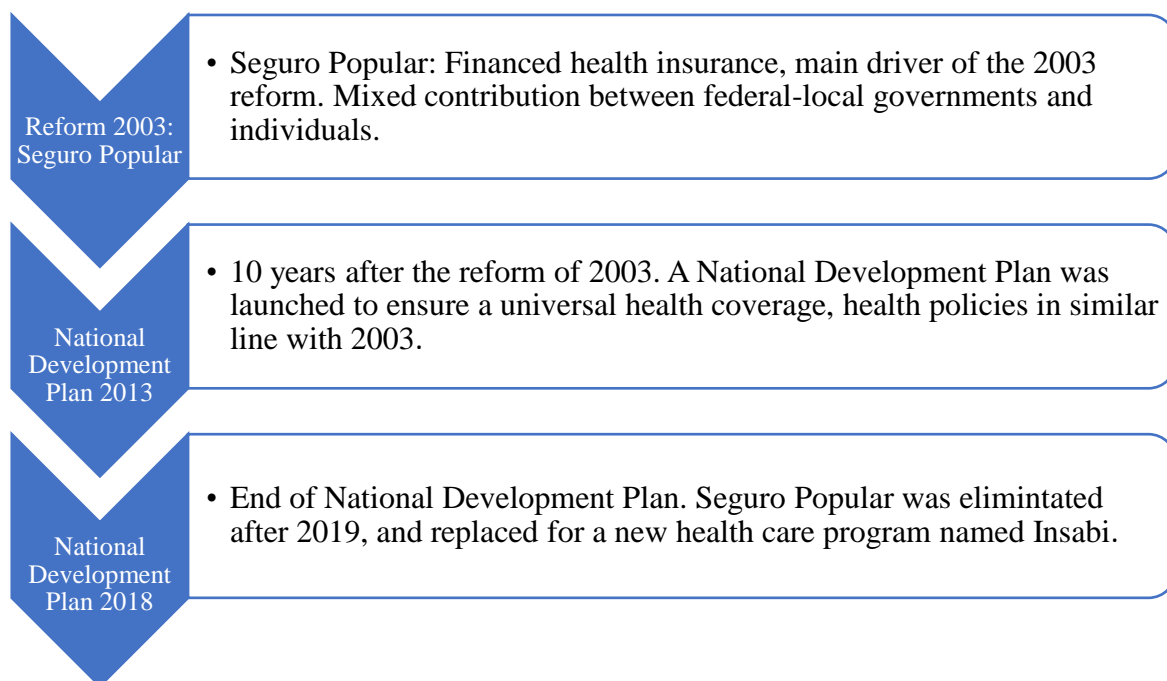 Reform 2003:
Seguro Popular
• Seguro Popular: Financed health insurance, main driver of the 2003
reform. Mixed contribution between federal-local governments and
individuals.
National
Development
Plan 2013
• 10 years after the reform of 2003. A National Development Plan was
launched to ensure a universal health coverage, health policies in similar
line with 2003.
National
Development
Plan 2018
• End of National Development Plan. Seguro Popular was elimintated
after 2019, and replaced for a new health care program named Insabi.